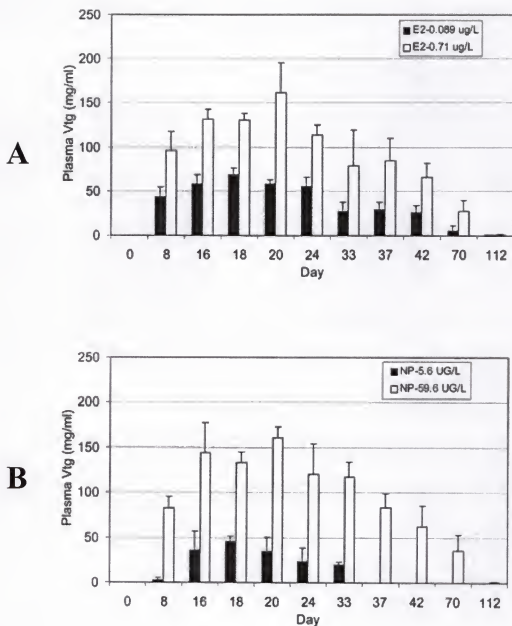 A
250
200
150
100
50
0
Plasma Vtg (mg/ml)
E2-0.089 ug/L
E2-0.71 ug/L
0 8 16 18 20 24 33 37 42 70 112
Day
B
250
200
150
100
50
0
Plasma Vtg (mg/ml)
NP-5.6 UG/L
NP-59.6 UG/L
0 8 16 18 20 24 33 37 42 70 112
Day